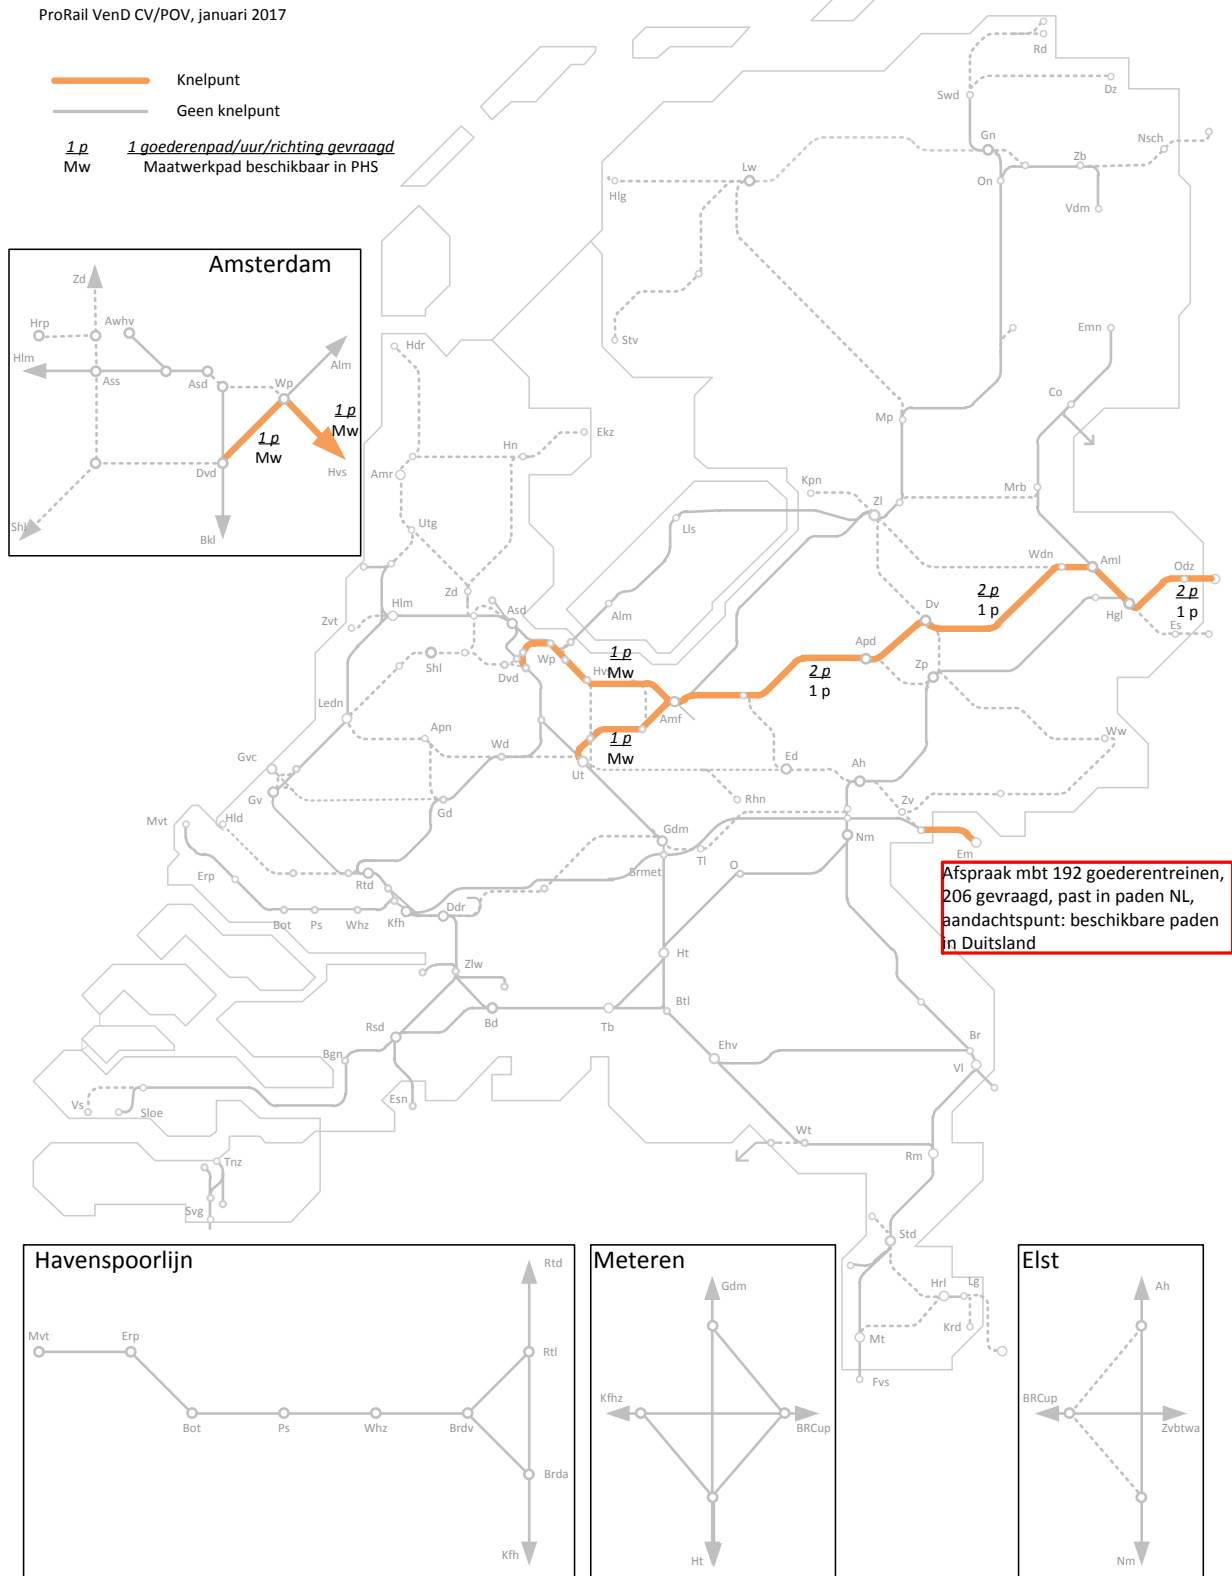 ProRail VenD CV/POV, januari 2017
Knelpunt
Geen knelpunt
1 p 1 goederenpad/uur/richting gevraagd
Mw Maatwerkpad beschikbaar in PHS
Rd
Swd
Dz
Gn
Nsch
Zb
On
Vdm
Lw
Hlg
Stv
Emn
Co
Mp
Mrb
Kpn
Zl
Amsterdam
Zd
Hrp
Awhv
Hlm
Ass
Asd
Wp
Alm
1 p
Mw
1 p
Mw
Dvd
Hvs
Shl
Bkl
Hdr
Hn
Ekz
Amr
Utg
Lls
Wdn
Aml
Odz
2 p
1 p
Hgl
Es
Zd
Hlm
Asd
Alm
Zvt
2 p
1 p
Dv
Apd
Zp
Shl
Wp
Dvd
Hvs
1 p
Mw
2 p
1 p
Ledn
Amf
Apn
Wd
1 p
Mw
Ut
Ed
Ww
Gvc
Gv
Ah
Rhn
Zv
Mvt
Hld
Gd
Gdm
Nm
Em
Tl
Brmet
O
Erp
Rtd
Afspraak mbt 192 goederentreinen,
206 gevraagd, past in paden NL,
aandachtspunt: beschikbare paden
in Duitsland
Bot
Ps
Whz
Kfh
Ddr
Zlw
Ht
Btl
Rsd
Bd
Tb
Ehv
Br
Vl
Bgn
Vs
Sloe
Esn
Wt
Rm
Tnz
Svg
Std
Hrl
Lg
Krd
Mt
Fvs
Havenspoorlijn
Rtd
Mvt
Erp
Rtl
Bot
Ps
Whz
Brdv
Brda
Kfh
Meteren
Gdm
Kfhz
BRCup
Ht
Elst
Ah
BRCup
Zvbtwa
Nm